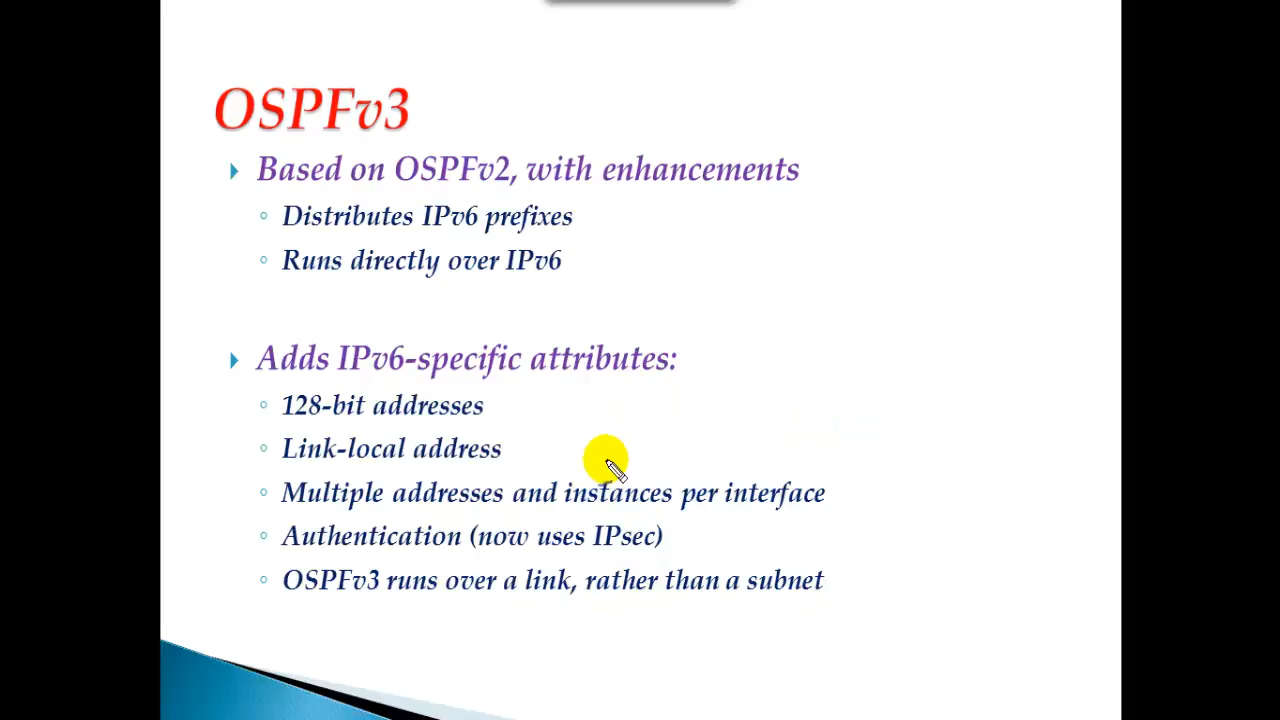 OSPFv3
Based on OSPFv2, with enhancements
Distributes IPv6 prefixes
Runs directly over IPv6
Adds IPv6-specific attributes:
128-bit addresses
Link-local address
Multiple addresses and instances per interface
Authentication (now uses IPsec)
OSPFv3 runs over a link, rather than a subnet